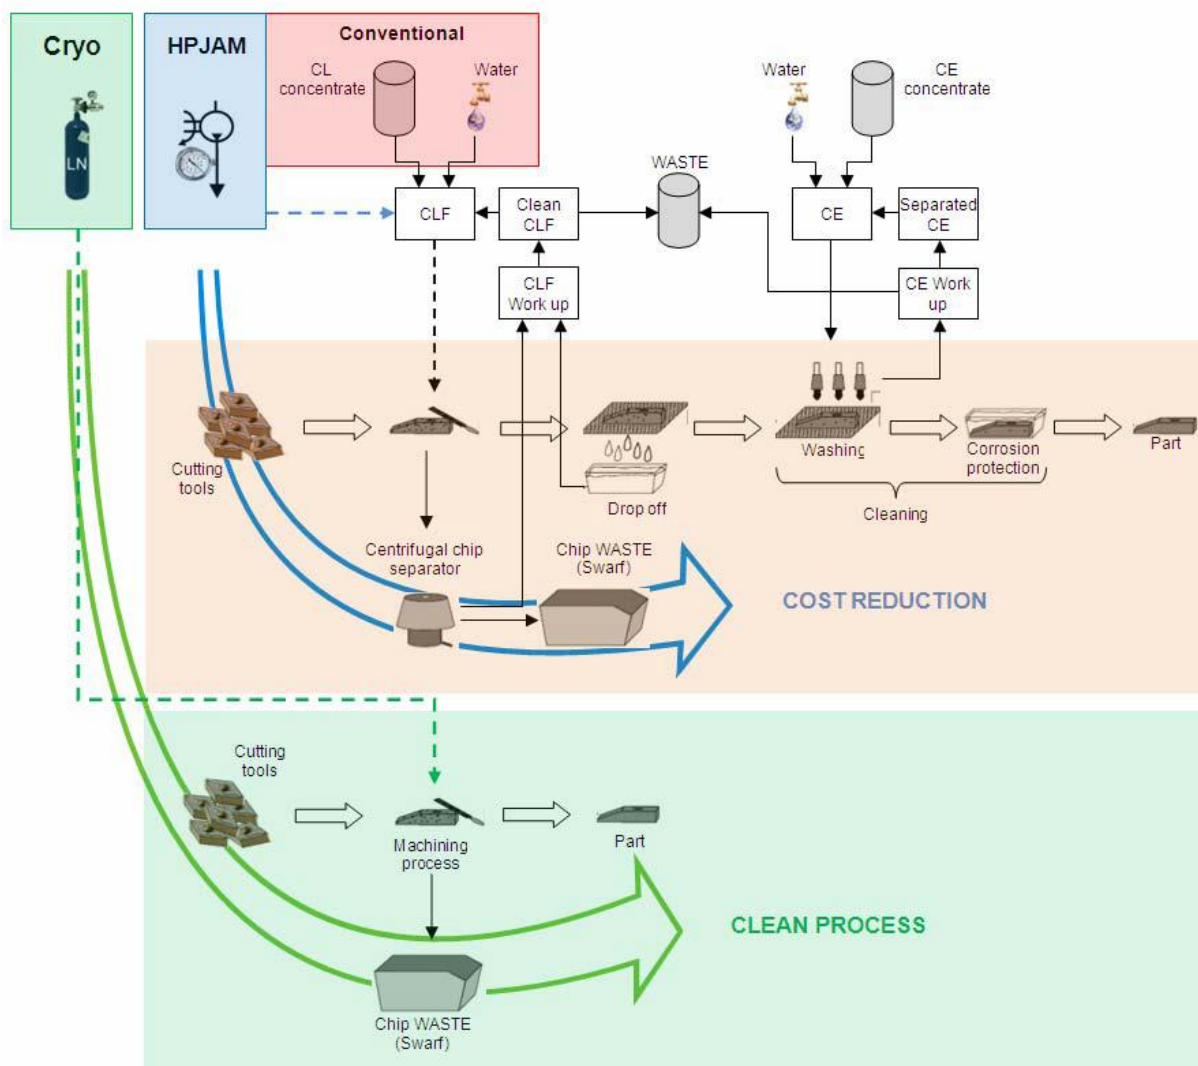 Cryo
HPJAM
Conventional
CL
concentrate
Water
Water
CE
concentrate
LN
WASTE
CLF
Clean
CLF
CE
Separated
CE
CLF
Work up
CE Work
up
Cutting
tools
Washing
Corrosion
protection
Part
Drop off
Cleaning
Centrifugal chip
separator
Chip WASTE
(Swarf)
COST REDUCTION
Cutting
tools
Machining
process
Part
CLEAN PROCESS
Chip WASTE
(Swarf)